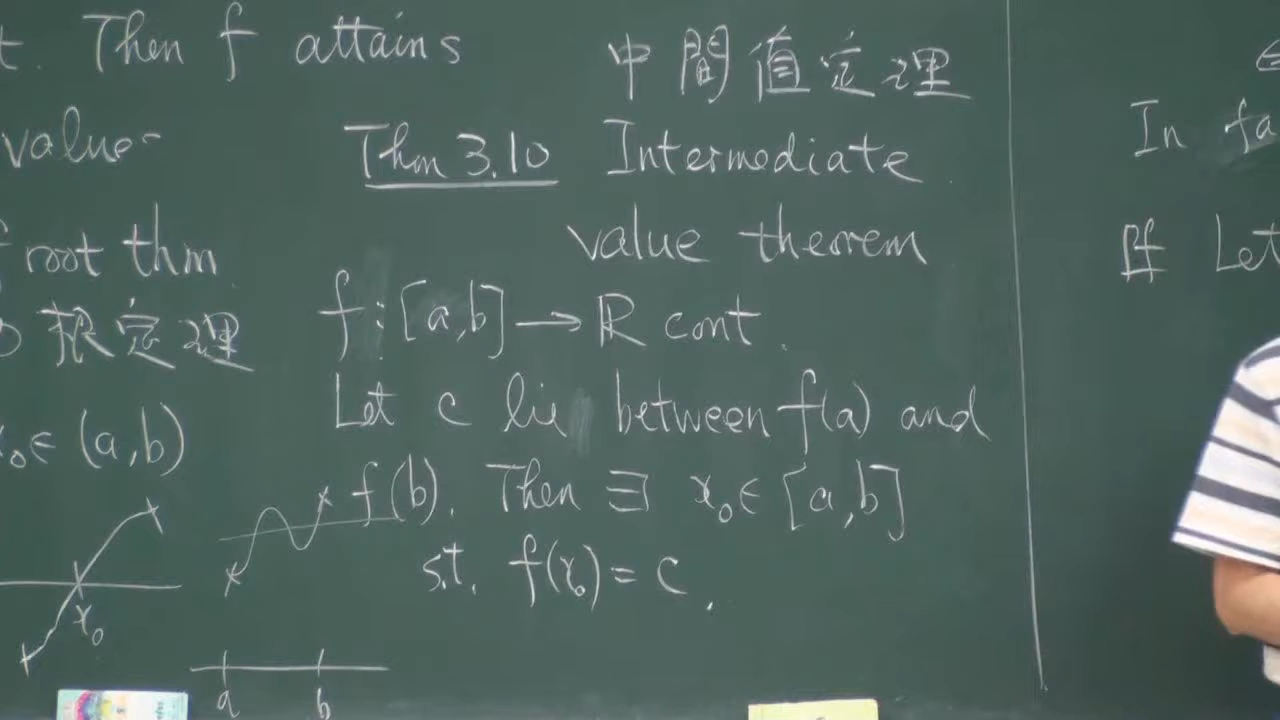 t. Then f attains
value
root thm
根定理
x₀∈ (a,b)
x₀
a b
中間值定理
Thm 3.10 Intermediate
value theorem
f:[a,b]→ℝ cont.
Let c lie between f(a) and
f(b). Then ∃ x₀∈[a,b]
s.t. f(x₀)=c.
In fa
Pf Let